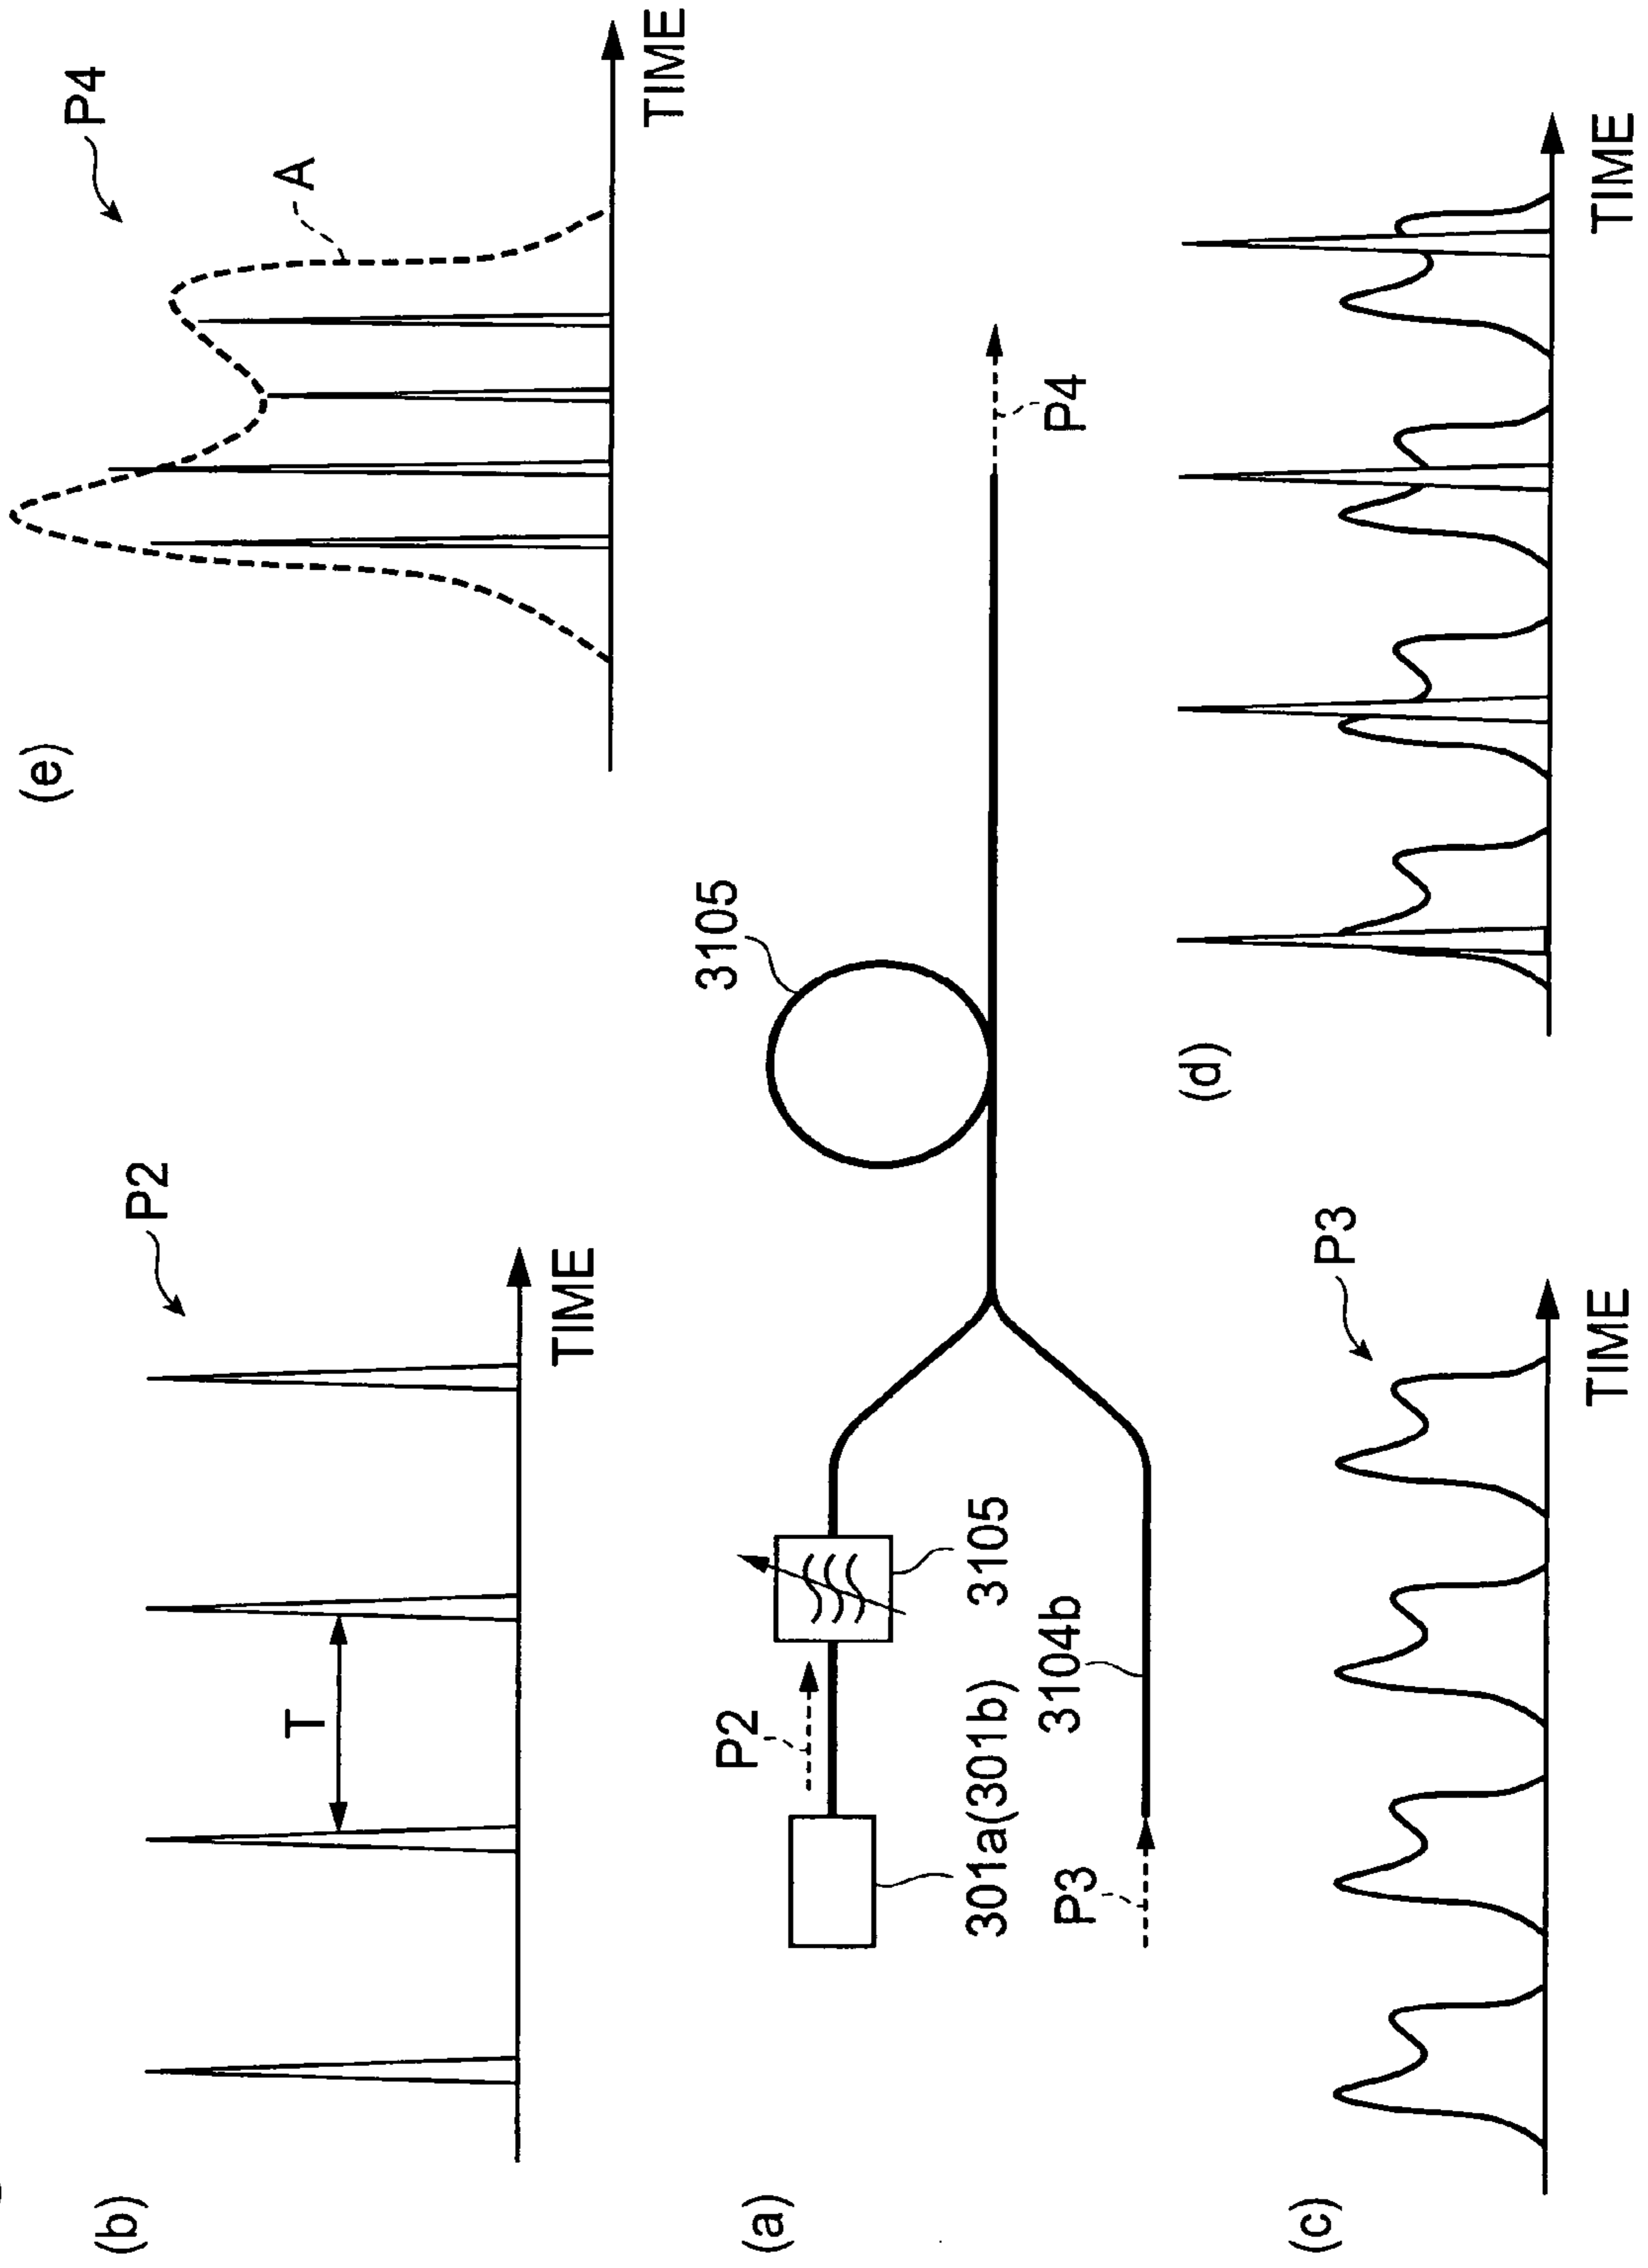 (b)
P2
T
TIME
(e)
P4
A
TIME
(a)
P2
3105
3105
301a(301b)
P3
3104b
P4
(c)
P3
TIME
(d)
TIME